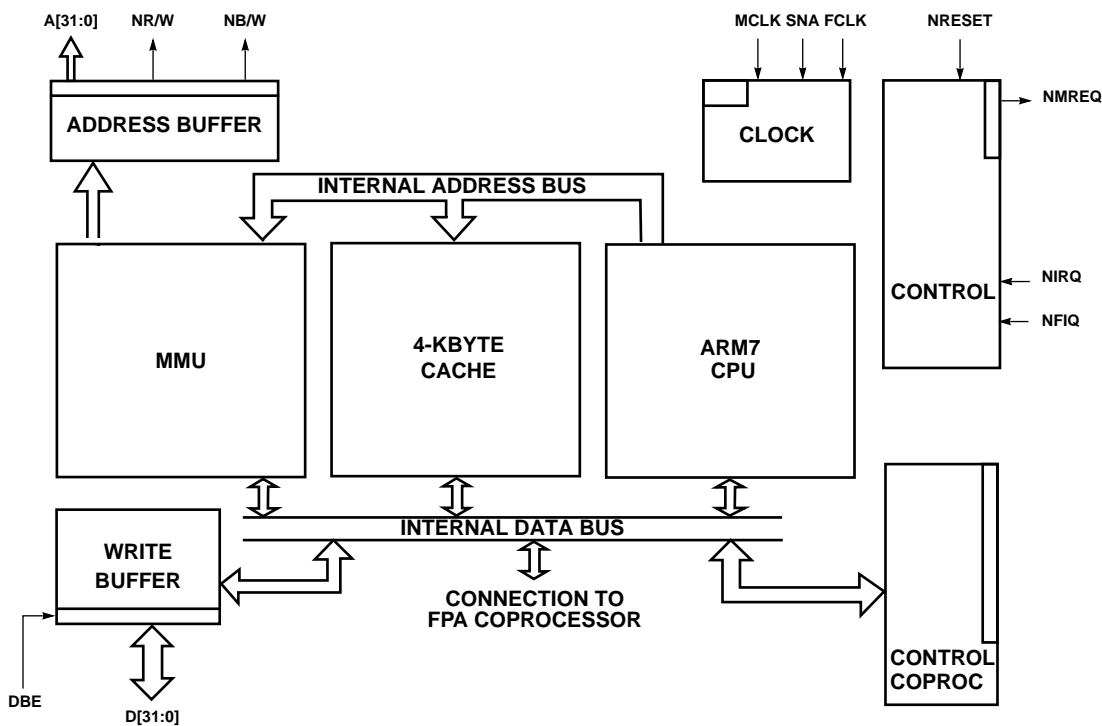 A[31:0]
NR/W
NB/W
MCLK SNA FCLK
NRESET
NMREQ
ADDRESS BUFFER
CLOCK
INTERNAL ADDRESS BUS
NIRQ
CONTROL
NFIQ
MMU
4-KBYTE
CACHE
ARM7
CPU
INTERNAL DATA BUS
WRITE
BUFFER
CONNECTION TO
FPA COPROCESSOR
CONTROL
COPROC
DBE
D[31:0]